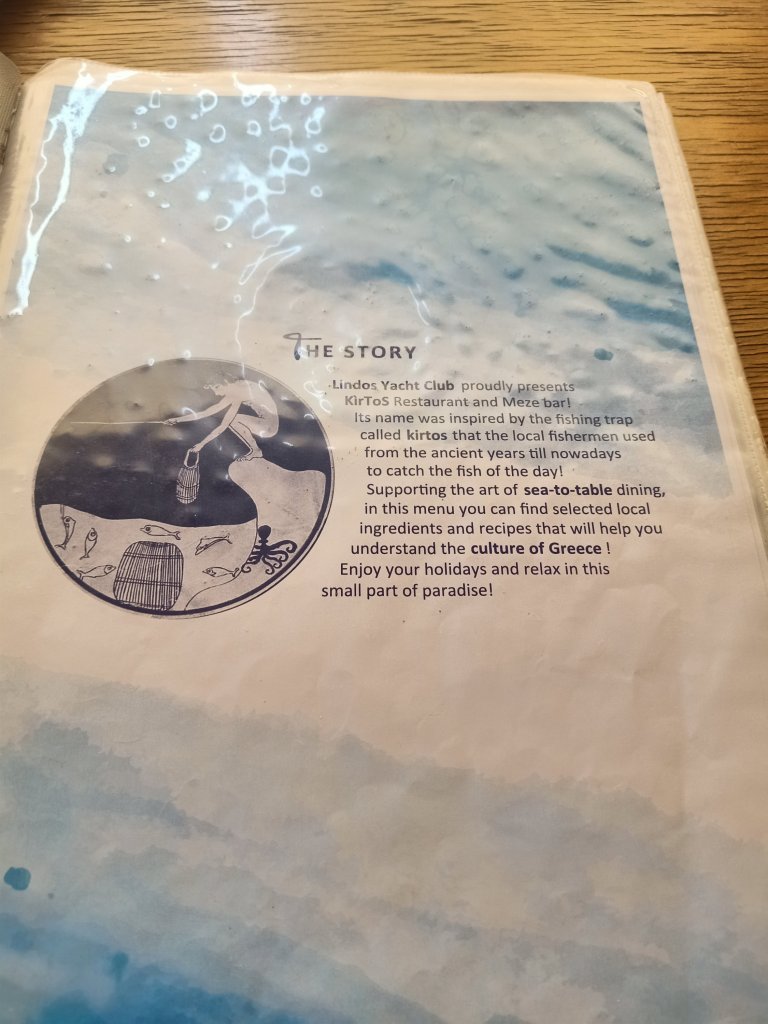 THE STORY
Lindos Yacht Club proudly presents
KirToS Restaurant and Meze bar!
Its name was inspired by the fishing trap
called kirtos that the local fishermen used
from the ancient years till nowadays
to catch the fish of the day!
Supporting the art of sea-to-table dining,
in this menu you can find selected local
ingredients and recipes that will help you
understand the culture of Greece !
Enjoy your holidays and relax in this
small part of paradise!